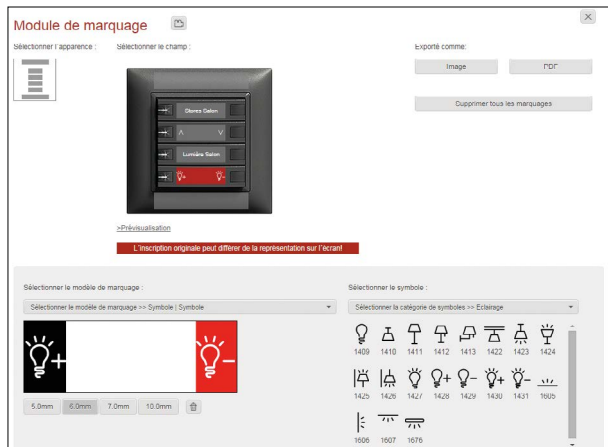 Module de marquage
Sélectionner l'apparence :
Sélectionner le champ :
Exporté comme:
Image
PDF
Supprimer tous les marquages
Stores Salon
Lumière Salon
>Prévisualisation
L'inscription originale peut différer de la représentation sur l'écran!
Sélectionner le modèle de marquage :
Sélectionner le modèle de marquage >> Symbole | Symbole
5.0mm 6.0mm 7.0mm 10.0mm
Sélectionner le symbole :
Sélectionner la catégorie de symboles >> Eclairage
1409 1410 1411 1412 1413 1422 1423 1424
1425 1426 1427 1428 1429 1430 1431 1605
1606 1607 1676